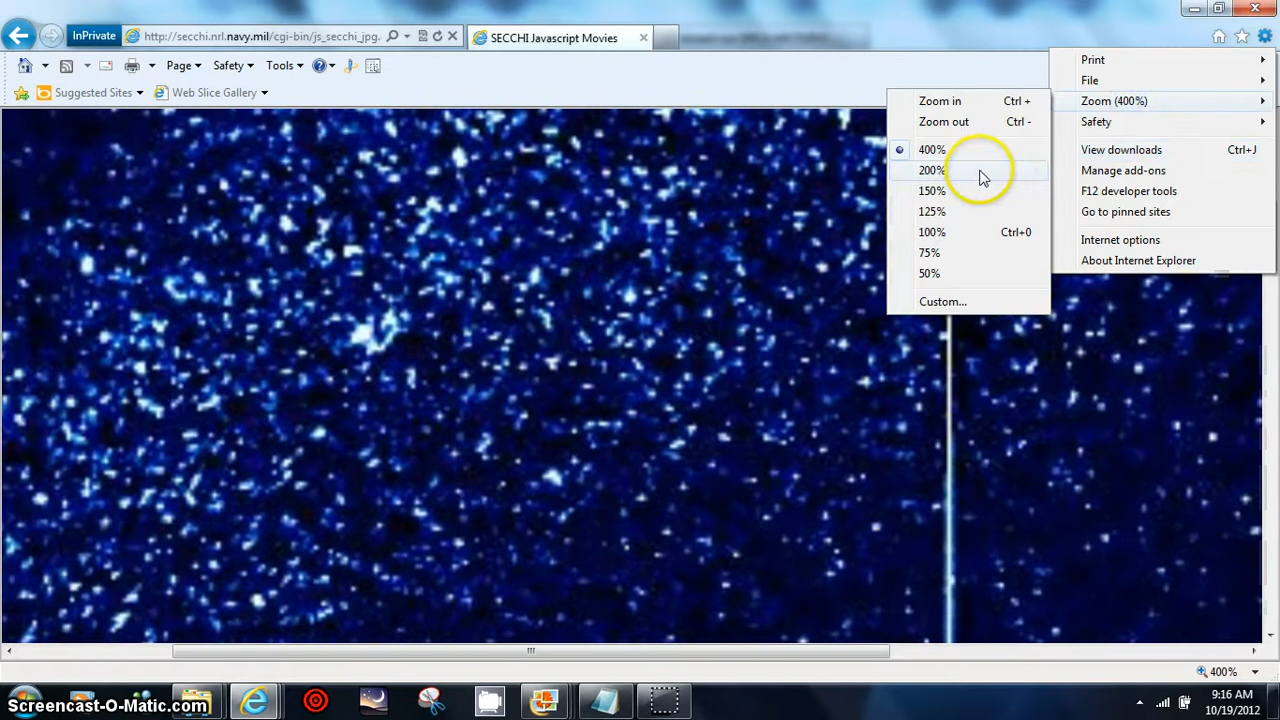 InPrivate
http://secchi.nrl.navy.mil/cgi-bin/js_secchi_jpg.
SECCHI Javascript Movies
Page
Safety
Tools
Suggested Sites
Web Slice Gallery
Print
File
Zoom (400%)
Safety
View downloads Ctrl+J
Manage add-ons
F12 developer tools
Go to pinned sites
Internet options
About Internet Explorer
Zoom in Ctrl +
Zoom out Ctrl -
400%
200%
150%
125%
100% Ctrl+0
75%
50%
Custom...
400%
Screencast-O-Matic.com
9:16 AM
10/19/2012